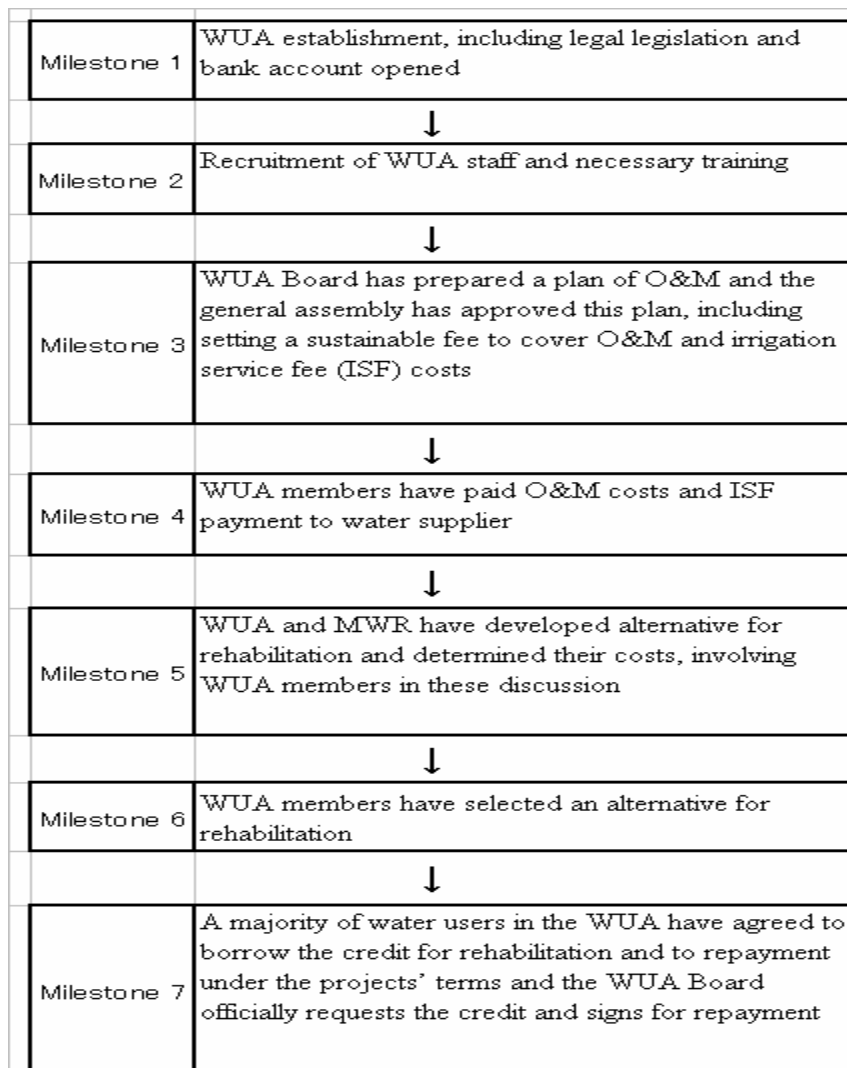 Milestone 1
WUA establishment, including legal legislation and
bank account opened
↓
Milestone 2
Recruitment of WUA staff and necessary training
↓
Milestone 3
WUA Board has prepared a plan of O&M and the
general assembly has approved this plan, including
setting a sustainable fee to cover O&M and irrigation
service fee (ISF) costs
↓
Milestone 4
WUA members have paid O&M costs and ISF
payment to water supplier
↓
Milestone 5
WUA and MWR have developed alternative for
rehabilitation and determined their costs, involving
WUA members in these discussion
↓
Milestone 6
WUA members have selected an alternative for
rehabilitation
↓
Milestone 7
A majority of water users in the WUA have agreed to
borrow the credit for rehabilitation and to repayment
under the projects' terms and the WUA Board
officially requests the credit and signs for repayment